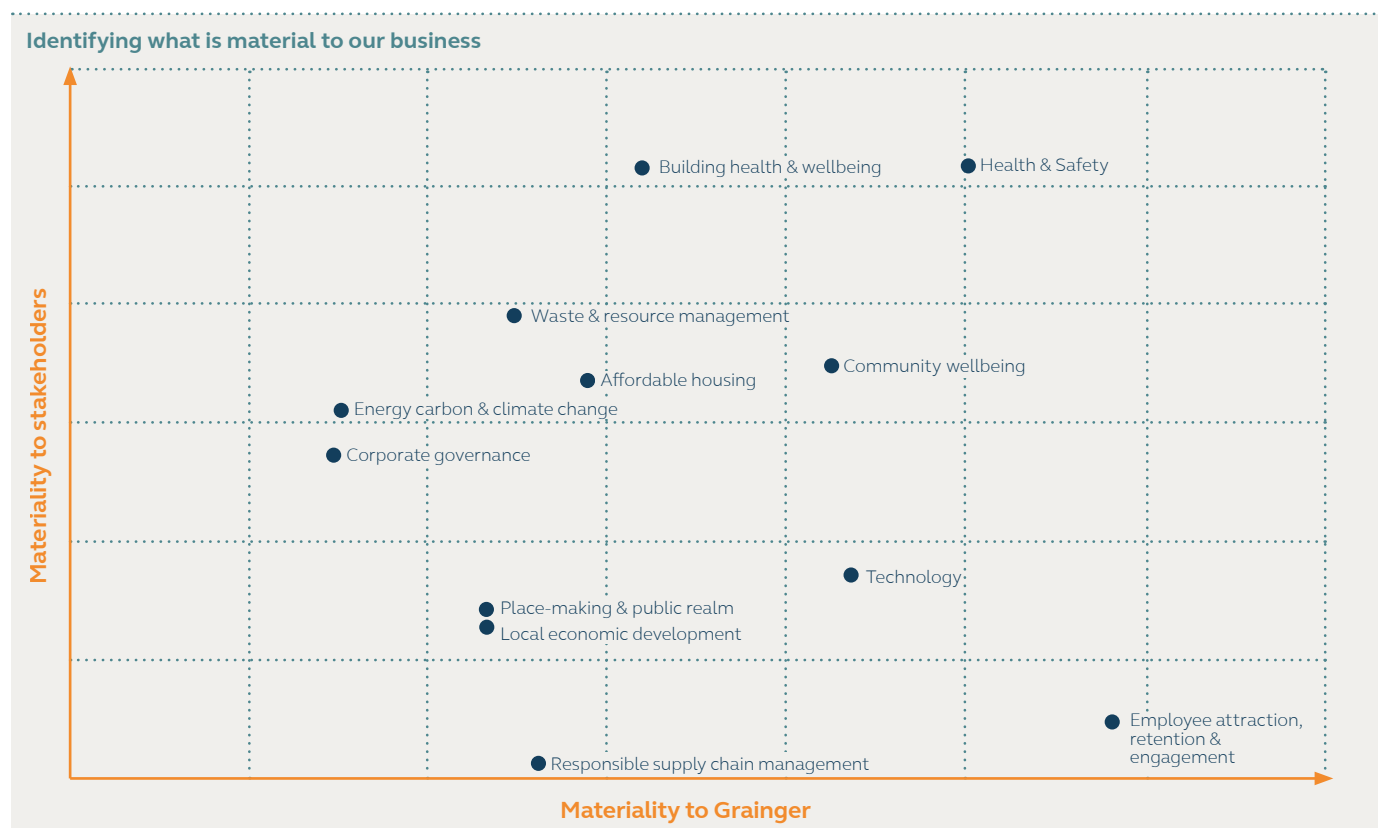 Identifying what is material to our business
Materiality to stakeholders
Building health & wellbeing
Health & Safety
Waste & resource management
Community wellbeing
Affordable housing
Energy carbon & climate change
Corporate governance
Technology
Place-making & public realm
Local economic development
Employee attraction,
retention &
engagement
Responsible supply chain management
Materiality to Grainger